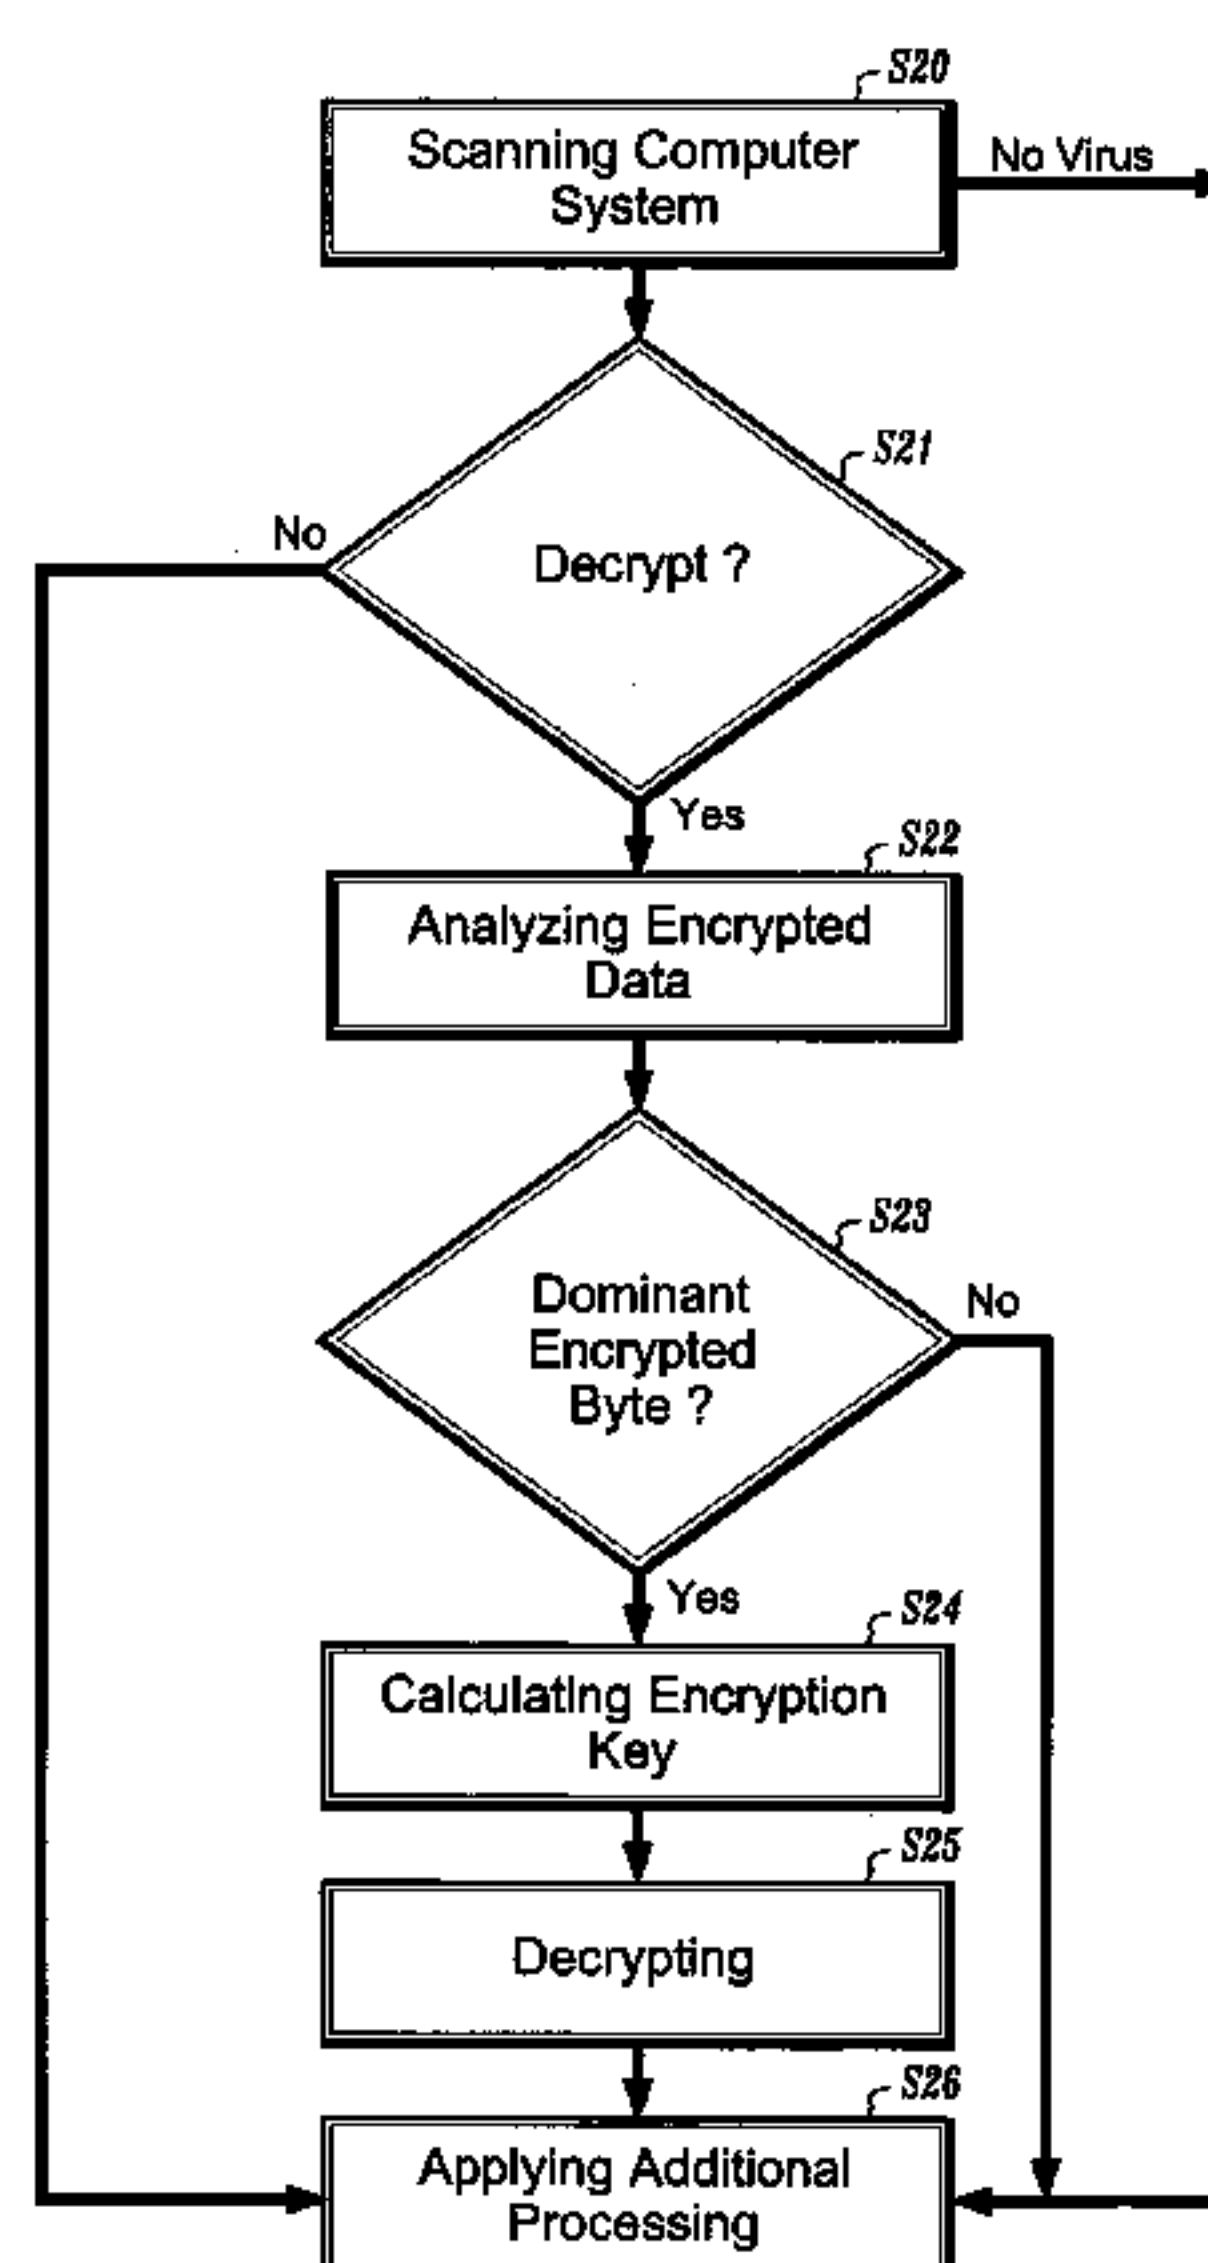 S20
Scanning Computer
System
No Virus
S21
No
Decrypt ?
Yes
S22
Analyzing Encrypted
Data
S23
Dominant
Encrypted
Byte ?
No
Yes
S24
Calculating Encryption
Key
S25
Decrypting
S26
Applying Additional
Processing